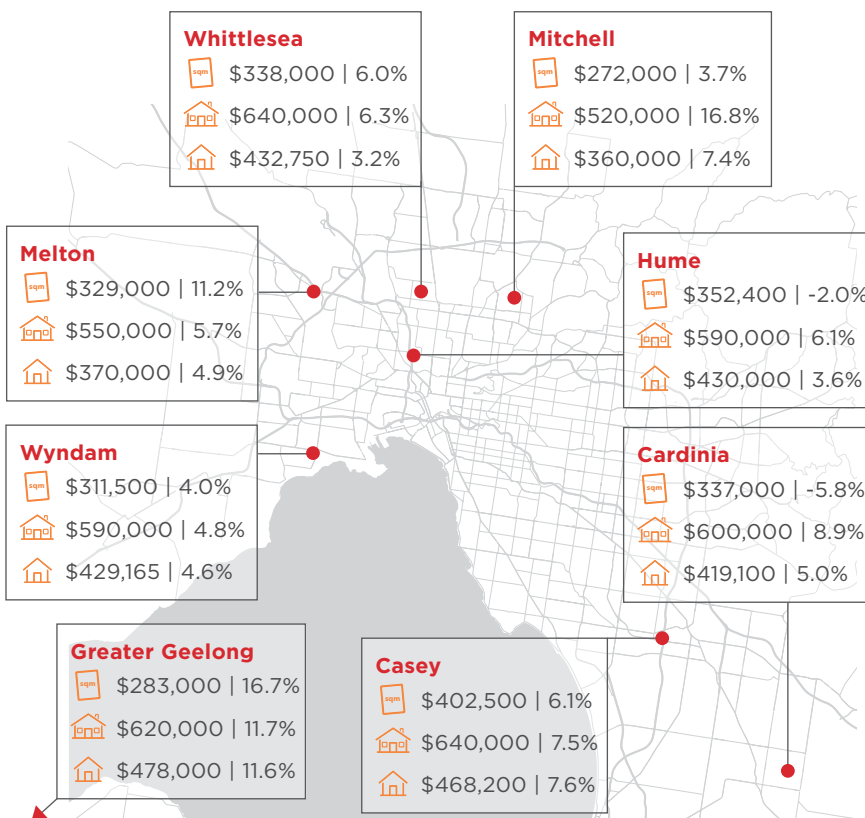 Whittlesea
sqm $338,000 | 6.0%
$640,000 | 6.3%
$432,750 | 3.2%
Mitchell
sqm $272,000 | 3.7%
$520,000 | 16.8%
$360,000 | 7.4%
Melton
sqm $329,000 | 11.2%
$550,000 | 5.7%
$370,000 | 4.9%
Hume
sqm $352,400 | -2.0%
$590,000 | 6.1%
$430,000 | 3.6%
Wyndam
sqm $311,500 | 4.0%
$590,000 | 4.8%
$429,165 | 4.6%
Cardinia
sqm $337,000 | -5.8%
$600,000 | 8.9%
$419,100 | 5.0%
Greater Geelong
sqm $283,000 | 16.7%
$620,000 | 11.7%
$478,000 | 11.6%
Casey
sqm $402,500 | 6.1%
$640,000 | 7.5%
$468,200 | 7.6%